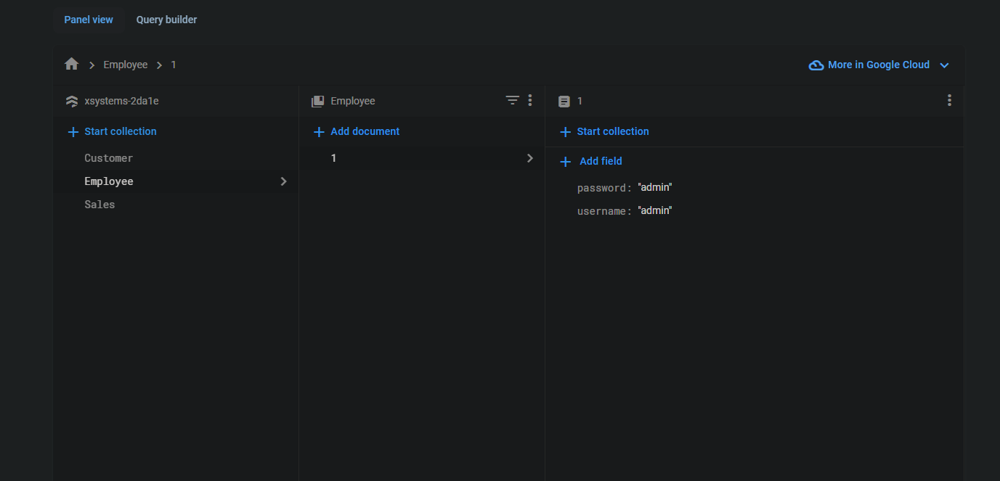 Panel view Query builder
Employee 1 More in Google Cloud
xsystems-2da1e Employee 1
Start collection Add document Start collection
Customer 1 Add field
Employee password: "admin"
Sales username: "admin"